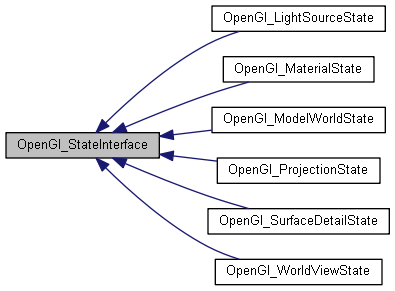 OpenGl_LightSourceState
OpenGl_MaterialState
OpenGl_ModelWorldState
OpenGl_StateInterface
OpenGl_ProjectionState
OpenGl_SurfaceDetailState
OpenGl_WorldViewState